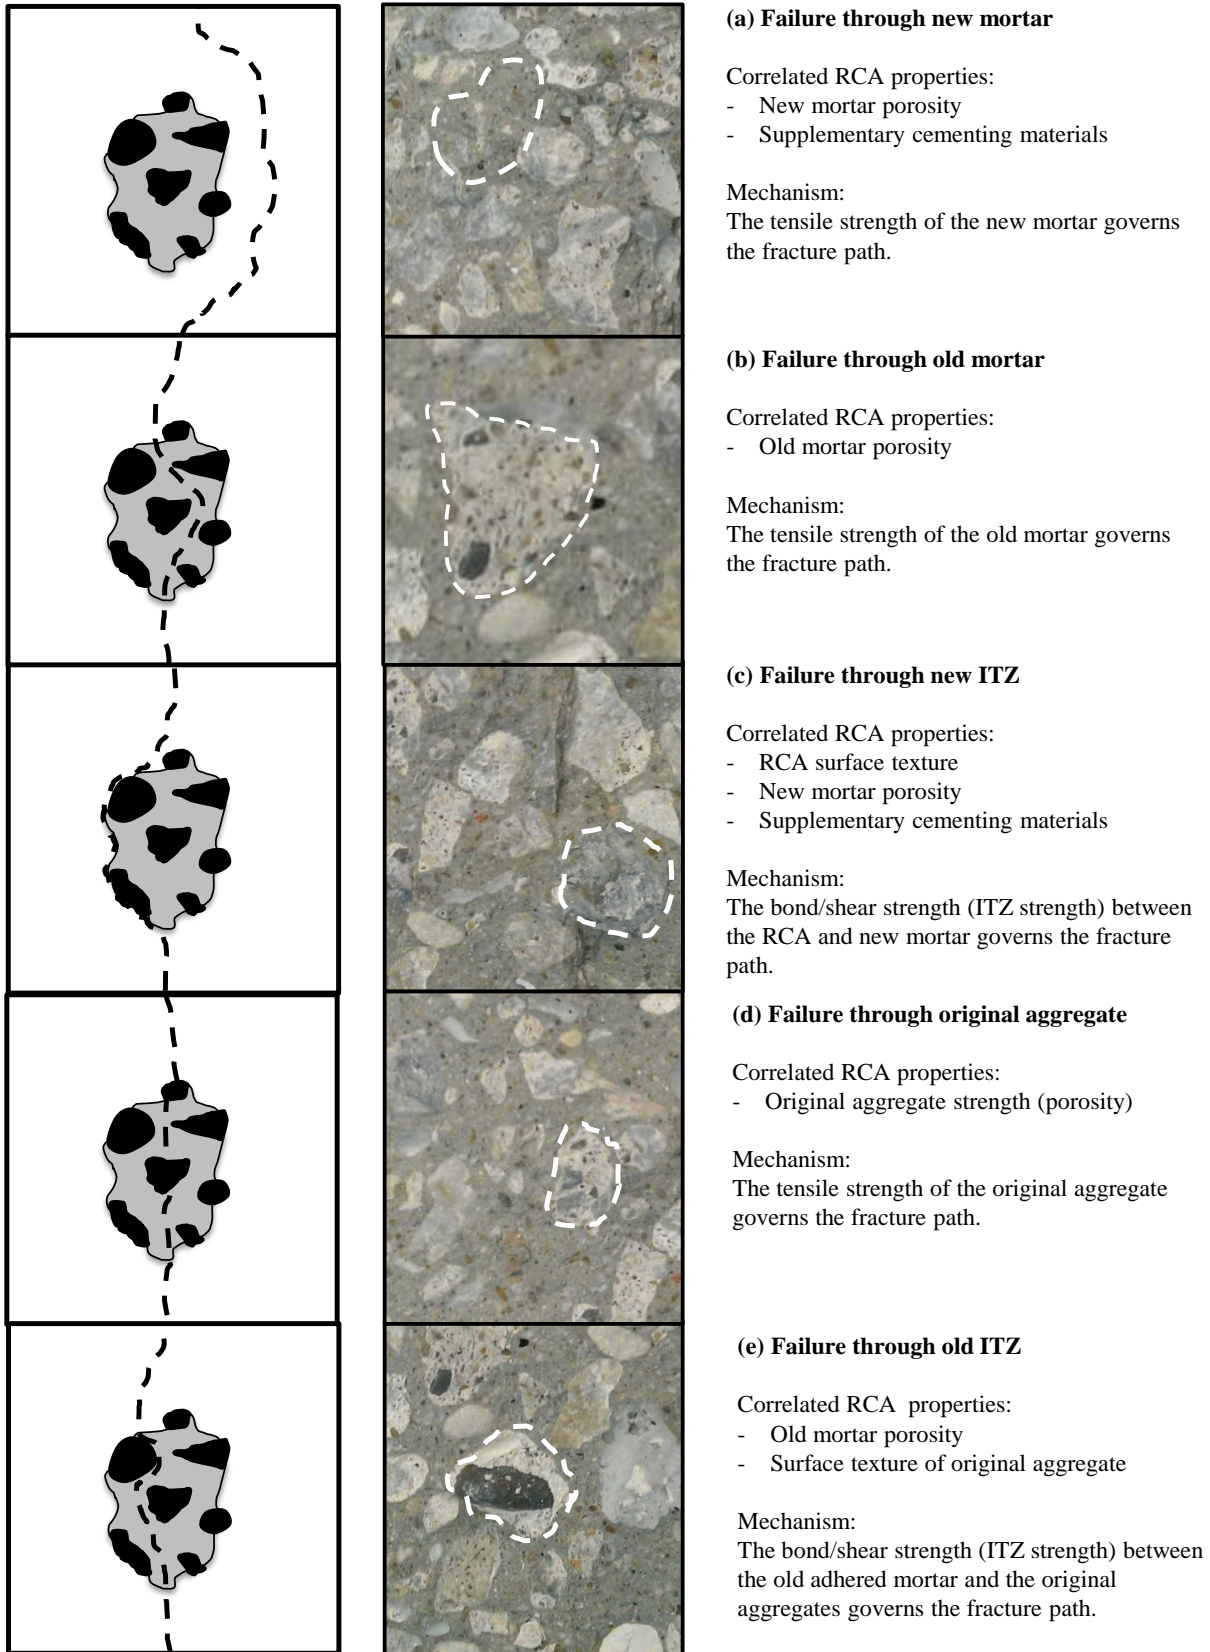 (a) Failure through new mortar
Correlated RCA properties:
- New mortar porosity
- Supplementary cementing materials
Mechanism:
The tensile strength of the new mortar governs
the fracture path.
(b) Failure through old mortar
Correlated RCA properties:
- Old mortar porosity
Mechanism:
The tensile strength of the old mortar governs
the fracture path.
(c) Failure through new ITZ
Correlated RCA properties:
- RCA surface texture
- New mortar porosity
- Supplementary cementing materials
Mechanism:
The bond/shear strength (ITZ strength) between
the RCA and new mortar governs the fracture
path.
(d) Failure through original aggregate
Correlated RCA properties:
- Original aggregate strength (porosity)
Mechanism:
The tensile strength of the original aggregate
governs the fracture path.
(e) Failure through old ITZ
Correlated RCA properties:
- Old mortar porosity
- Surface texture of original aggregate
Mechanism:
The bond/shear strength (ITZ strength) between
the old adhered mortar and the original
aggregates governs the fracture path.